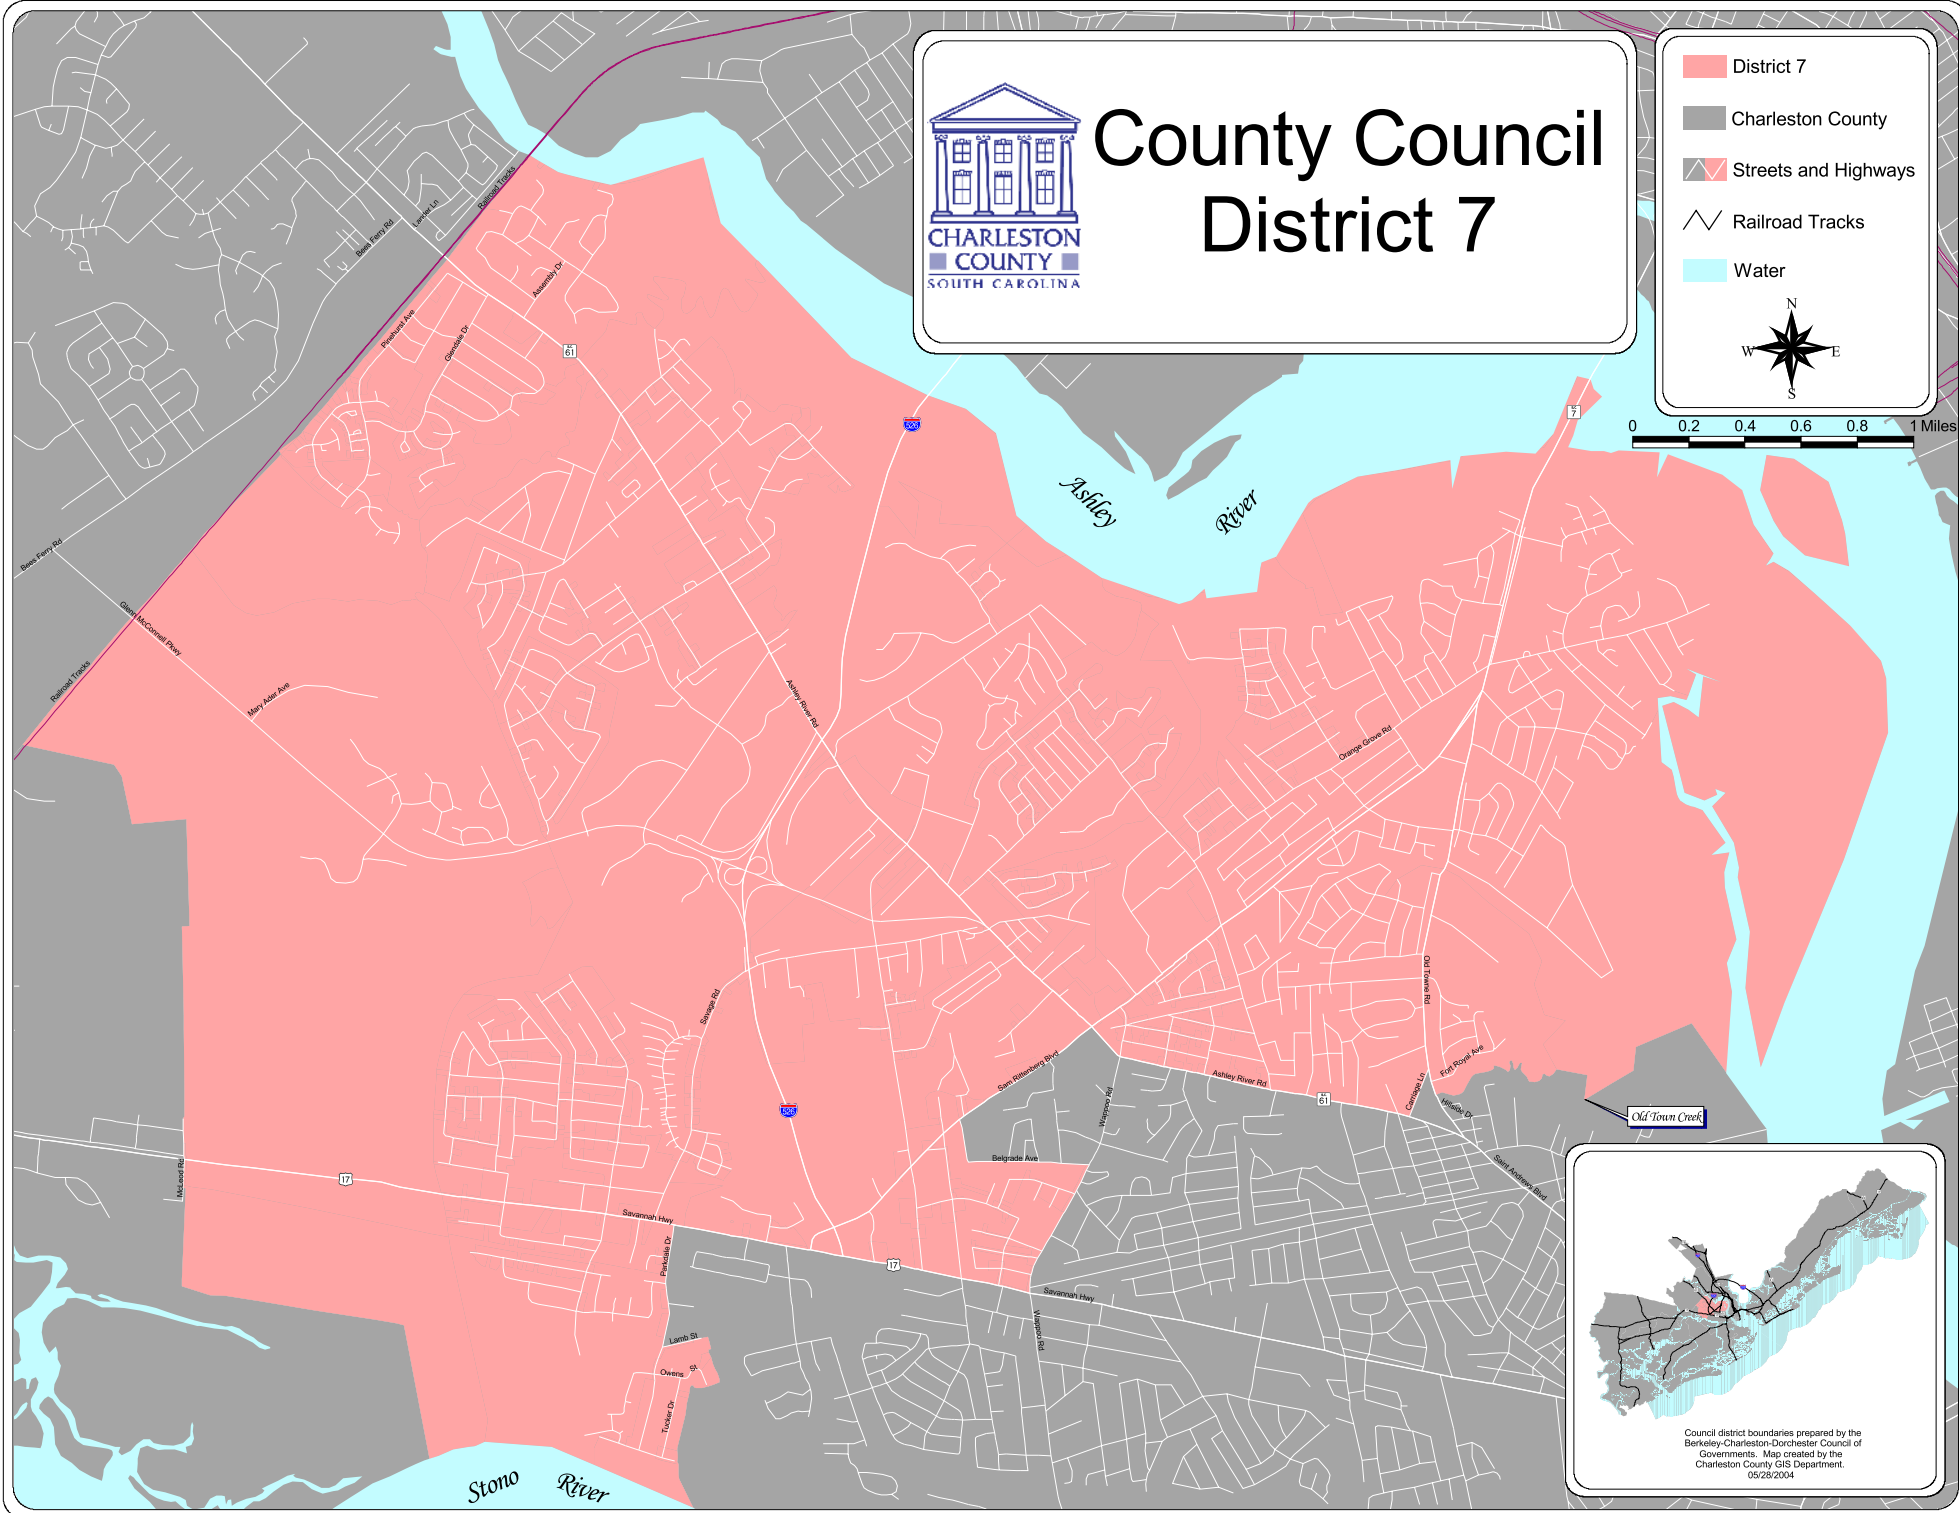 County Council
District 7
CHARLESTON
COUNTY
SOUTH CAROLINA
District 7
Charleston County
Streets and Highways
Railroad Tracks
Water
N
W
E
S
0 0.2 0.4 0.6 0.8 1 Miles
Railroad Tracks
Lander Ln
Bees Ferry Rd
Assembly Dr
Pinehurst Ave
Glendale Dr
SC
61
526
SC
7
Ashley
River
Bees Ferry Rd
Glenn McConnell Pkwy
Railroad Tracks
Mary Ader Ave
Ashley River Rd
Orange Grove Rd
Savage Rd
Old Towne Rd
Sam Rittenberg Blvd
Ashley River Rd
SC
61
Wappoo Rd
Carriage Ln
Fort Royal Ave
Hillside Dr
Old Town Creek
526
Belgrade Ave
Saint Andrews Blvd
McLeod Rd
17
Savannah Hwy
Parkdale Dr
17
Savannah Hwy
Wappoo Rd
Lamb St
Owens St
Tucker Dr
Stono
River
Council district boundaries prepared by the
Berkeley-Charleston-Dorchester Council of
Governments. Map created by the
Charleston County GIS Department.
05/28/2004